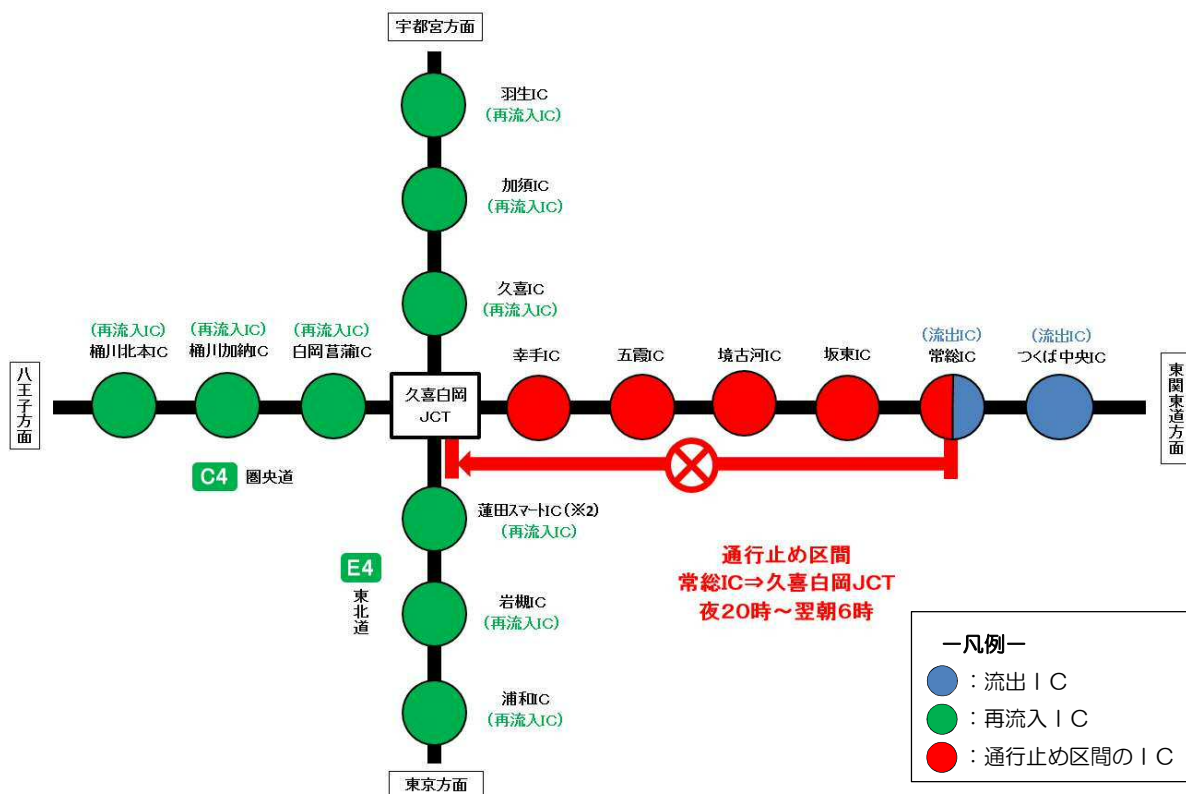 宇都宮方面
羽生IC
(再流入IC)
加須IC
(再流入IC)
久喜IC
(再流入IC)
(再流入IC)
桶川北本IC
(再流入IC)
桶川加納IC
(再流入IC)
白岡菖蒲IC
幸手IC
五霞IC
境古河IC
坂東IC
(流出IC)
常総IC
(流出IC)
つくば中央IC
八王子方面
久喜白岡
JCT
東関東道方面
C4 圏央道
蓮田スマートIC(※2)
(再流入IC)
E4
東北道
岩槻IC
(再流入IC)
浦和IC
(再流入IC)
東京方面
通行止め区間
常総IC⇒久喜白岡JCT
夜20時～翌朝6時
―凡例―
：流出ＩＣ
：再流入ＩＣ
：通行止め区間のＩＣ